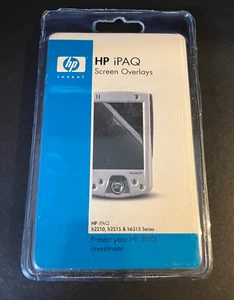 hp
invent
HP iPAQ
Screen Overlays
HP iPAQ
h2210, h2215 & h6315 Series
Protect your HP iPAQ
investment